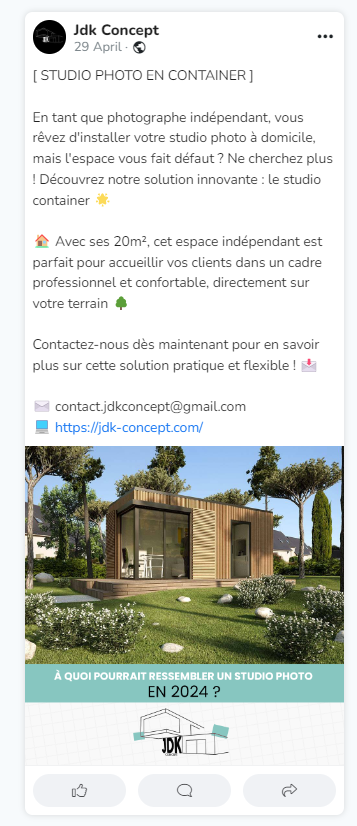 Jdk Concept
29 April ·
[ STUDIO PHOTO EN CONTAINER ]
En tant que photographe indépendant, vous
rêvez d'installer votre studio photo à domicile,
mais l'espace vous fait défaut ? Ne cherchez plus
! Découvrez notre solution innovante : le studio
container 🌟
🏠 Avec ses 20m², cet espace indépendant est
parfait pour accueillir vos clients dans un cadre
professionnel et confortable, directement sur
votre terrain 🌳
Contactez-nous dès maintenant pour en savoir
plus sur cette solution pratique et flexible ! 📩
✉️ contact.jdkconcept@gmail.com
💻 https://jdk-concept.com/
À QUOI POURRAIT RESSEMBLER UN STUDIO PHOTO
EN 2024 ?
JDK